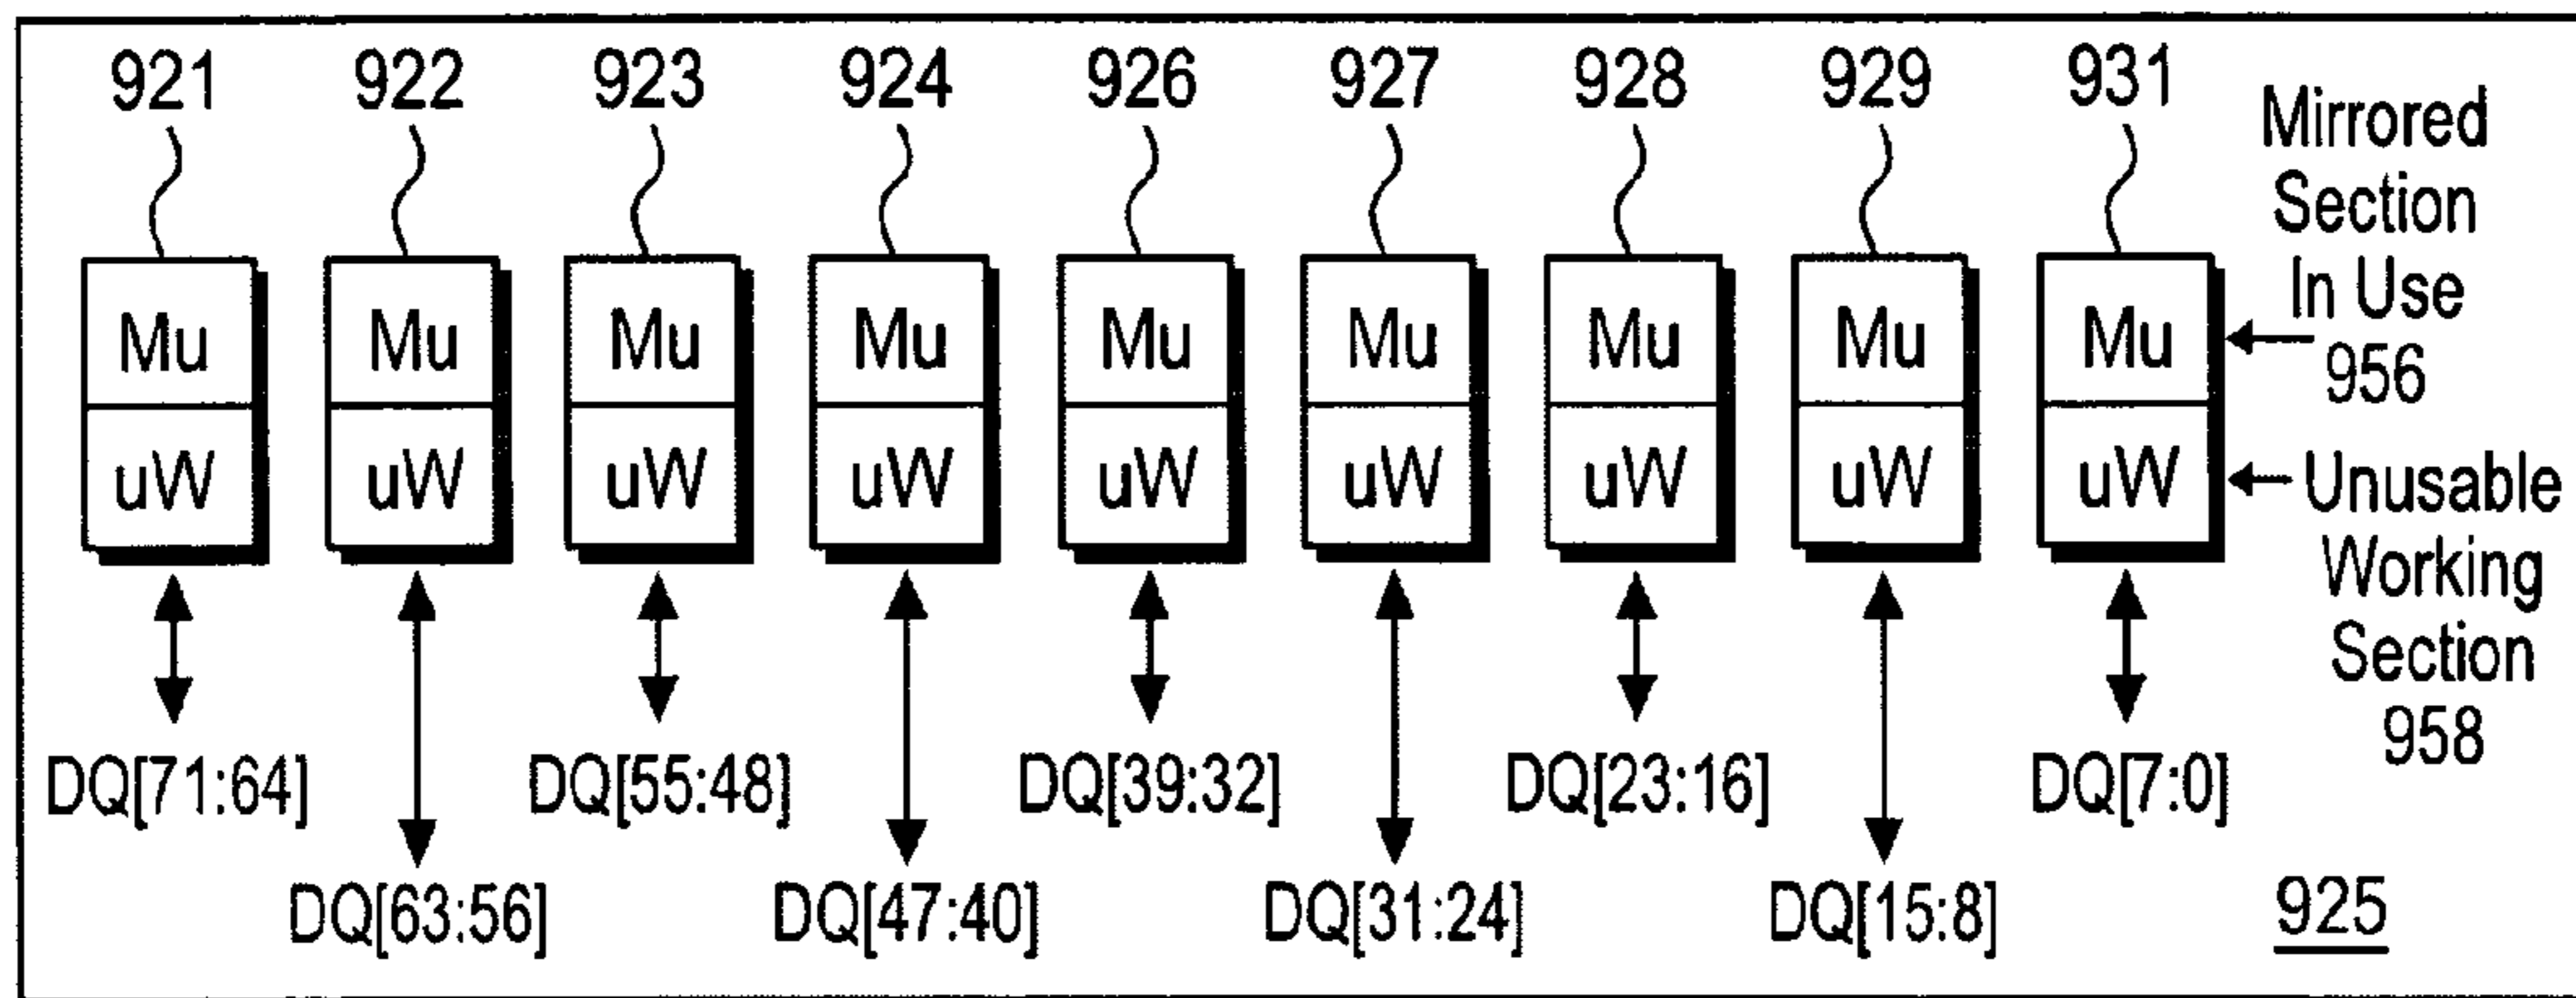 921 922 923 924 926 927 928 929 931
Mirrored
Section
In Use
956
Mu Mu Mu Mu Mu Mu Mu Mu Mu
uW uW uW uW uW uW uW uW uW
Unusable
Working
Section
958
DQ[71:64] DQ[55:48] DQ[39:32] DQ[23:16] DQ[7:0]
DQ[63:56] DQ[47:40] DQ[31:24] DQ[15:8]
925